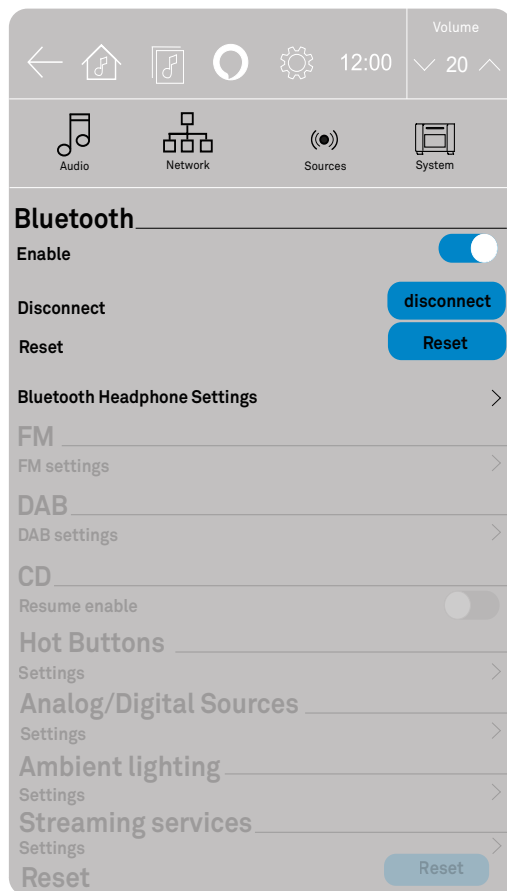 Volume
12:00
20
Audio Network Sources System
Bluetooth
Enable
Disconnect disconnect
Reset Reset
Bluetooth Headphone Settings
FM
FM settings
DAB
DAB settings
CD
Resume enable
Hot Buttons
Settings
Analog/Digital Sources
Settings
Ambient lighting
Settings
Streaming services
Settings
Reset Reset